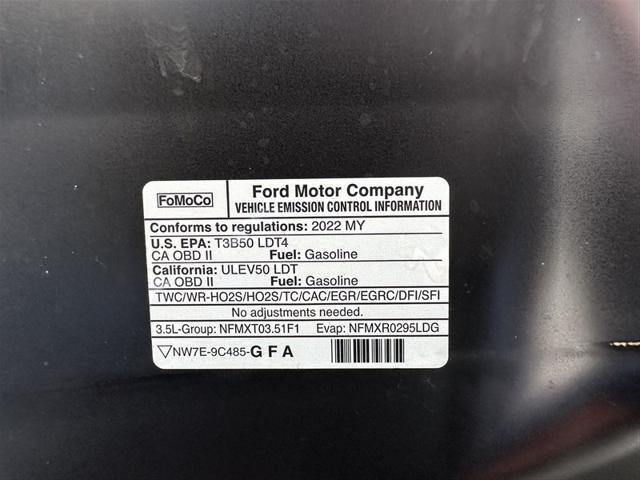 FoMoCo
Ford Motor Company
VEHICLE EMISSION CONTROL INFORMATION
Conforms to regulations: 2022 MY
U.S. EPA: T3B50 LDT4
CA OBD II Fuel: Gasoline
California: ULEV50 LDT
CA OBD II Fuel: Gasoline
TWC/WR-HO2S/HO2S/TC/CAC/EGR/EGRC/DFI/SFI
No adjustments needed.
3.5L-Group: NFMXT03.51F1 Evap: NFMXR0295LDG
NW7E-9C485-G F A